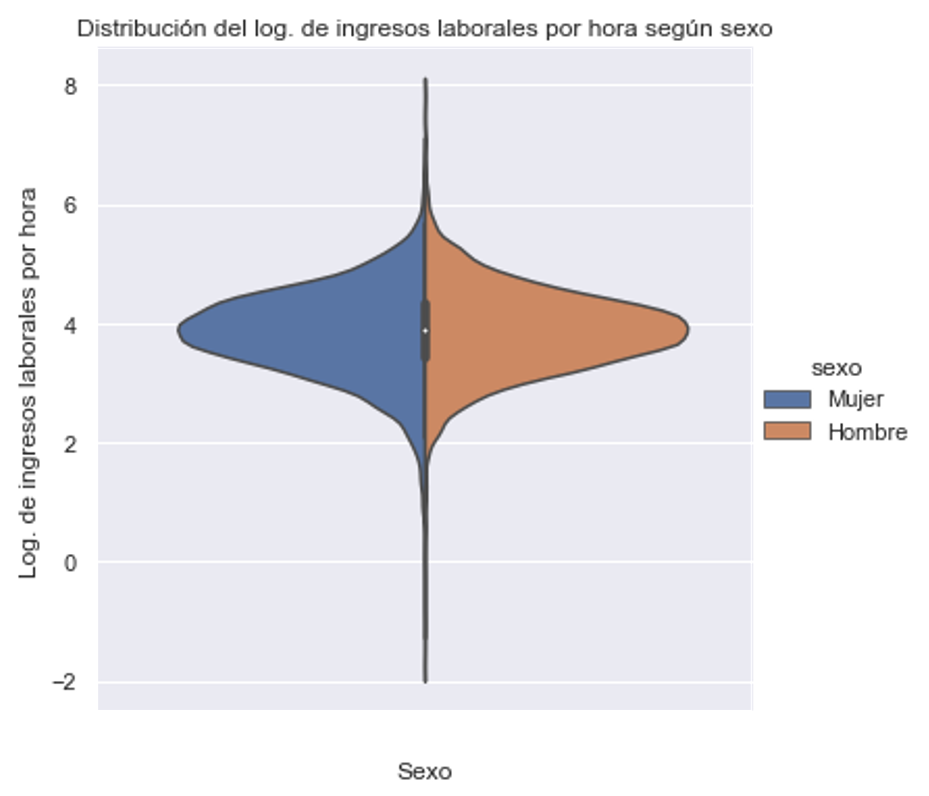 Distribución del log. de ingresos laborales por hora según sexo
Log. de ingresos laborales por hora
8
6
4
2
0
−2
Sexo
sexo
Mujer
Hombre